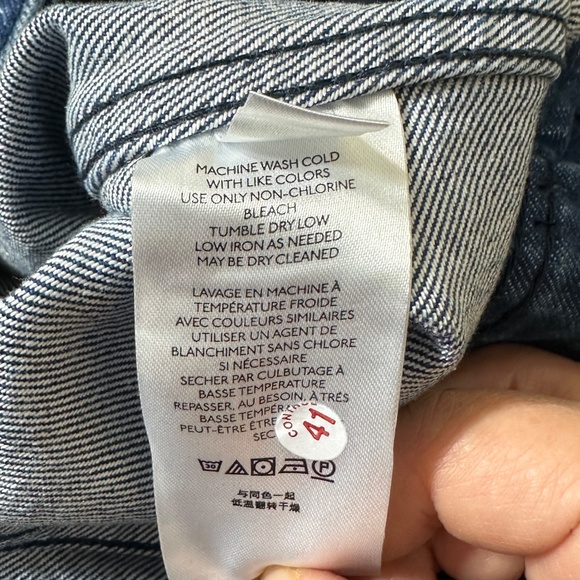 MACHINE WASH COLD
WITH LIKE COLORS
USE ONLY NON-CHLORINE
BLEACH
TUMBLE DRY LOW
LOW IRON AS NEEDED
MAY BE DRY CLEANED
LAVAGE EN MACHINE À
TEMPÉRATURE FROIDE
AVEC COULEURS SIMILAIRES
UTILISER UN AGENT DE
BLANCHIMENT SANS CHLORE
SI NÉCESSAIRE
SECHER PAR CULBUTAGE À
BASSE TEMPERATURE
REPASSER, AU BESOIN, À TRÈS
BASSE
PEUT-ÊTRE
41
30
P
与同色一起
低温翻转干燥